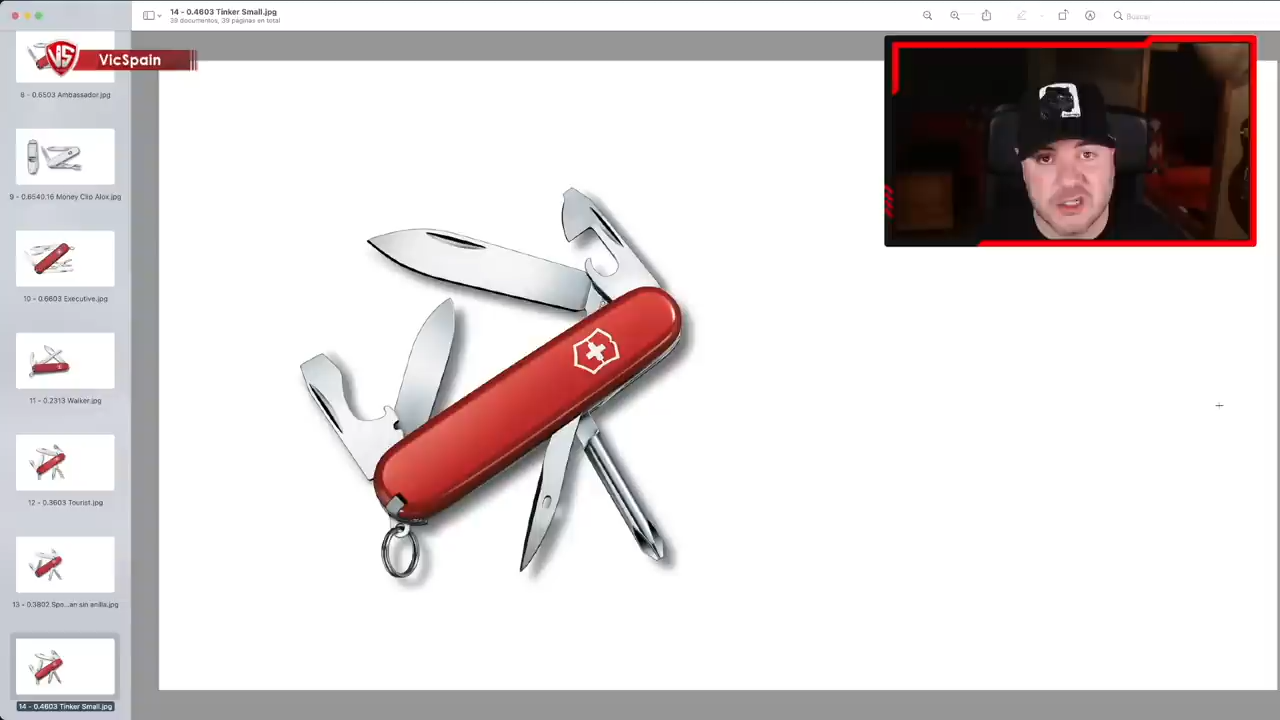 14 - 0.4603 Tinker Small.jpg
39 documentos, 39 páginas en total
Buscar
VS
VicSpain
8 - 0.6503 Ambassador.jpg
9 - 0.6540.16 Money Clip Alox.jpg
10 - 0.6603 Executive.jpg
11 - 0.2313 Walker.jpg
12 - 0.3603 Tourist.jpg
13 - 0.3802 Spo...an sin anilla.jpg
14 - 0.4603 Tinker Small.jpg